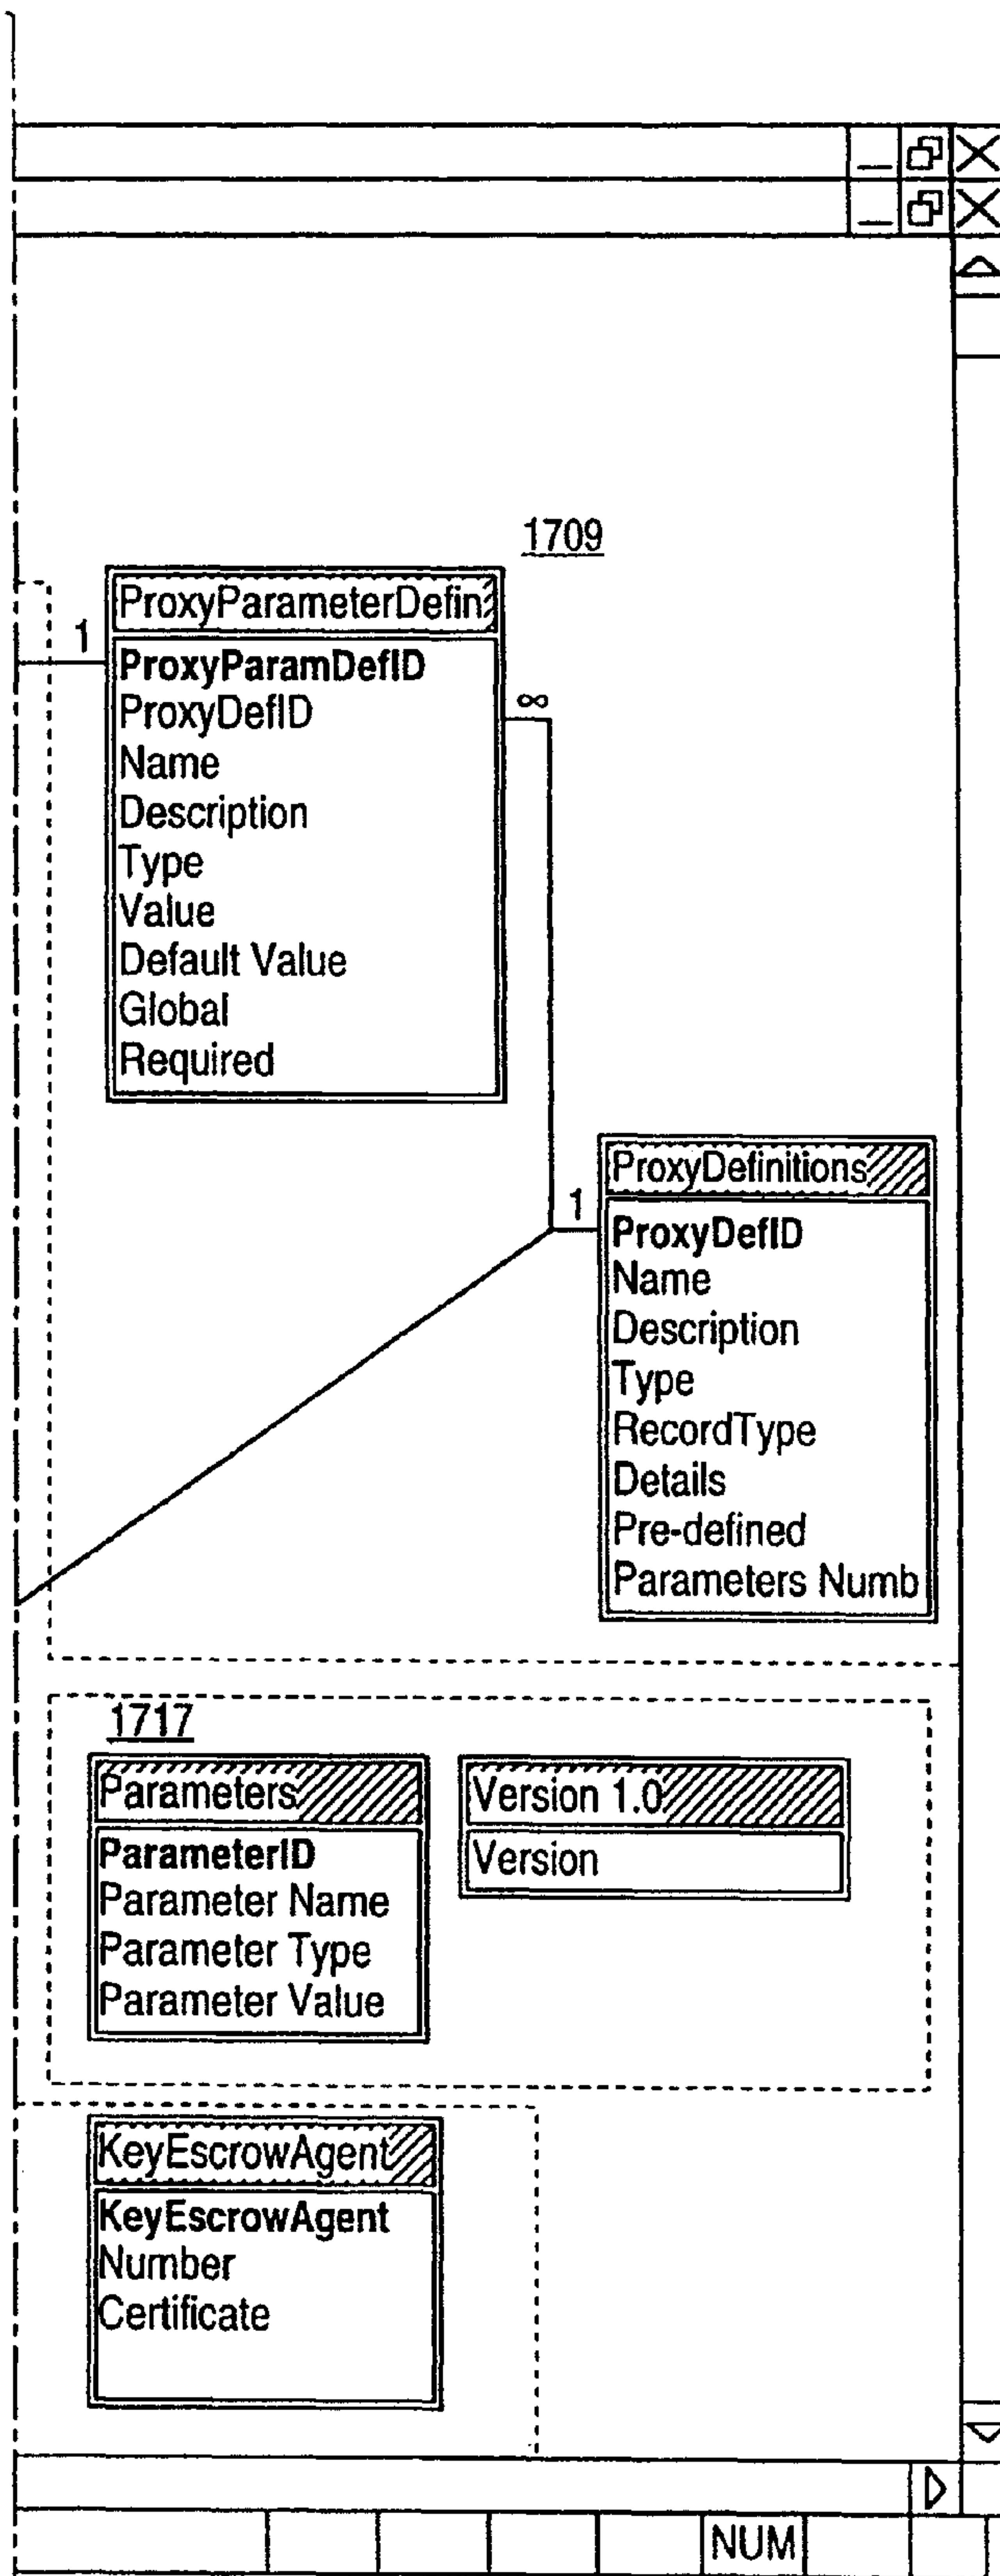 1709
ProxyParameterDefin
1
ProxyParamDefID
∞
ProxyDefID
Name
Description
Type
Value
Default Value
Global
Required
ProxyDefinitions
1
ProxyDefID
Name
Description
Type
RecordType
Details
Pre-defined
Parameters Numb
1717
Parameters
ParameterID
Parameter Name
Parameter Type
Parameter Value
Version 1.0
Version
KeyEscrowAgent
KeyEscrowAgent
Number
Certificate
NUM